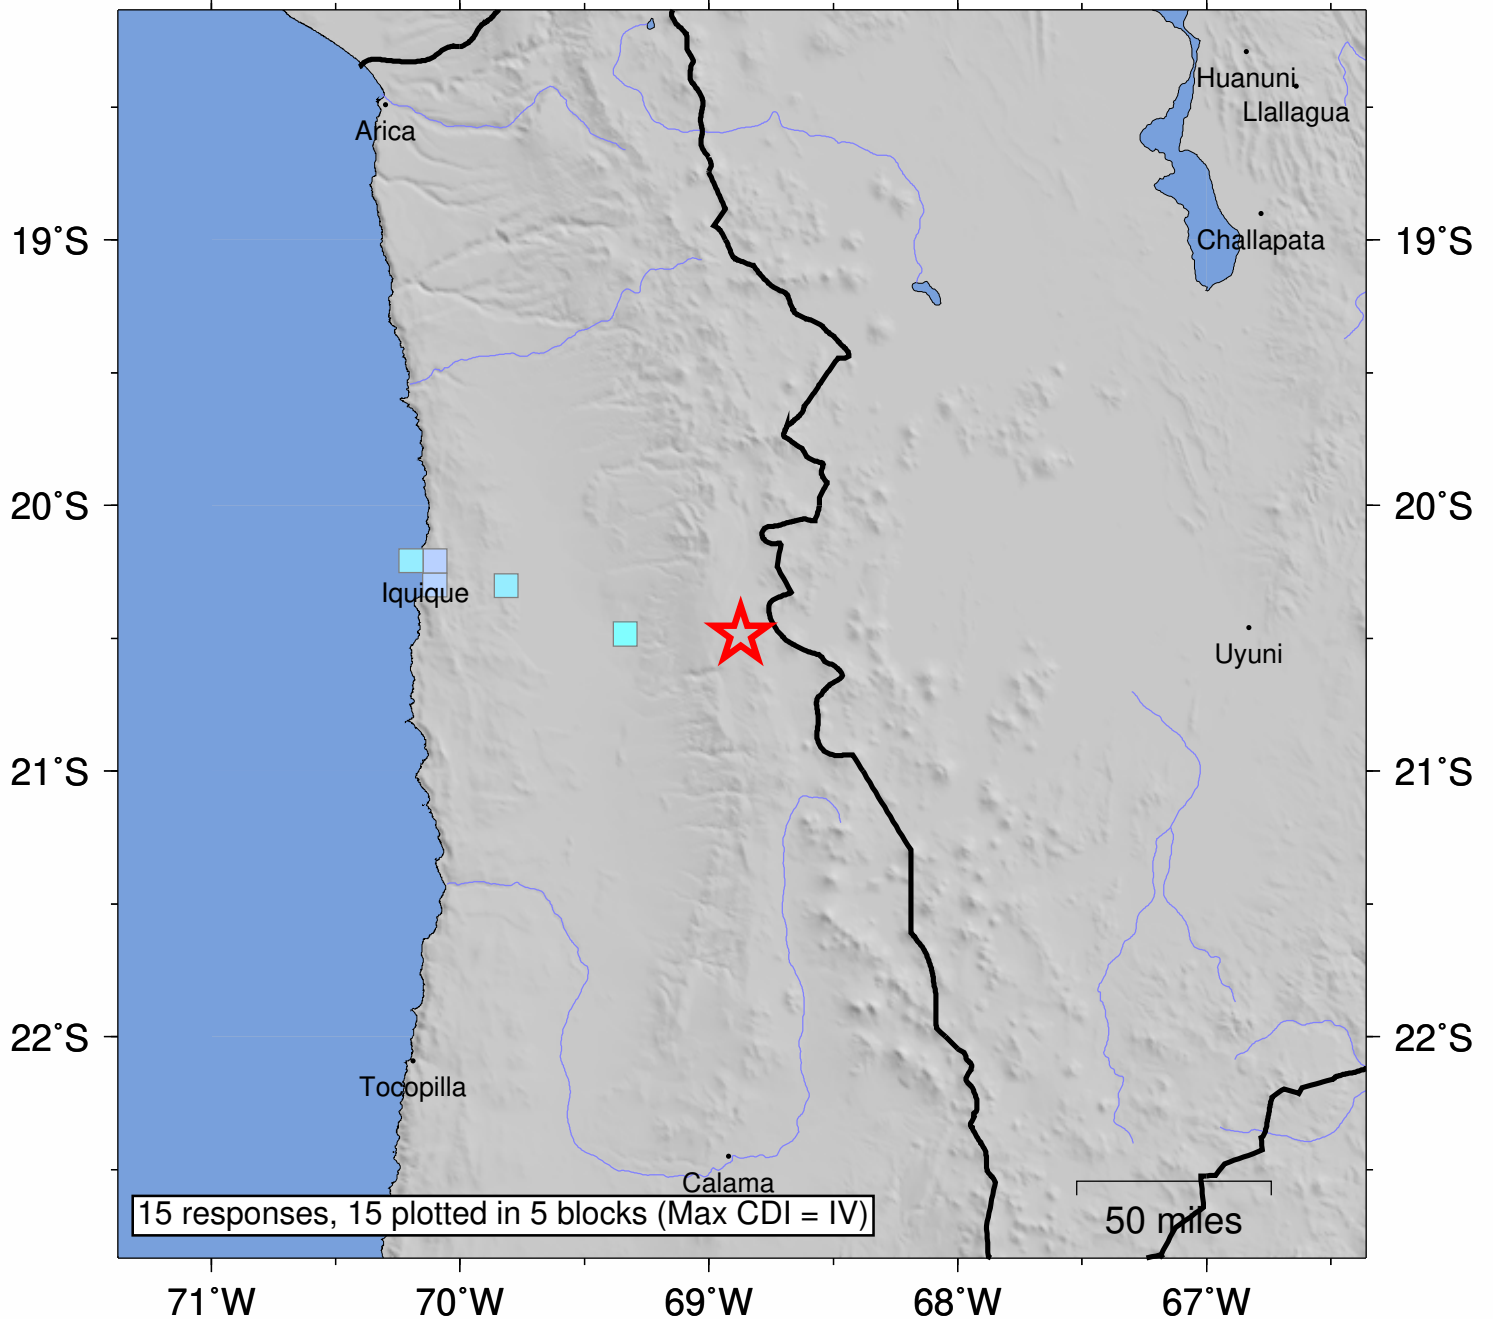 Huanuni
Llallagua
Arica
19°S
Challapata
19°S
20°S
20°S
Iquique
Uyuni
21°S
21°S
22°S
22°S
Tocopilla
Calama
15 responses, 15 plotted in 5 blocks (Max CDI = IV)
50 miles
71°W
70°W
69°W
68°W
67°W